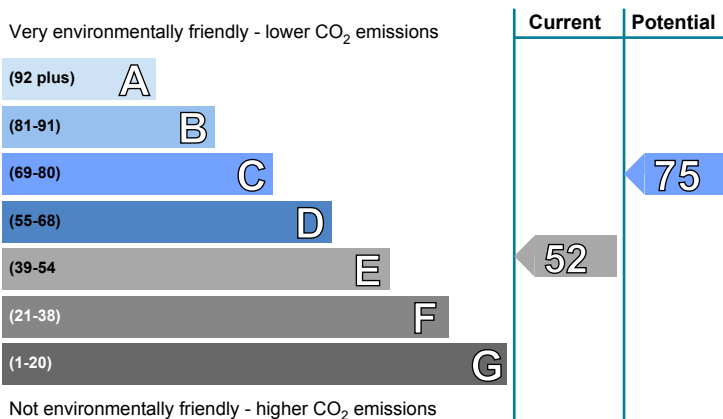 Current Potential
Very environmentally friendly - lower CO2 emissions
(92 plus) A
(81-91) B
(69-80) C
75
(55-68) D
(39-54 E
52
(21-38) F
(1-20) G
Not environmentally friendly - higher CO2 emissions